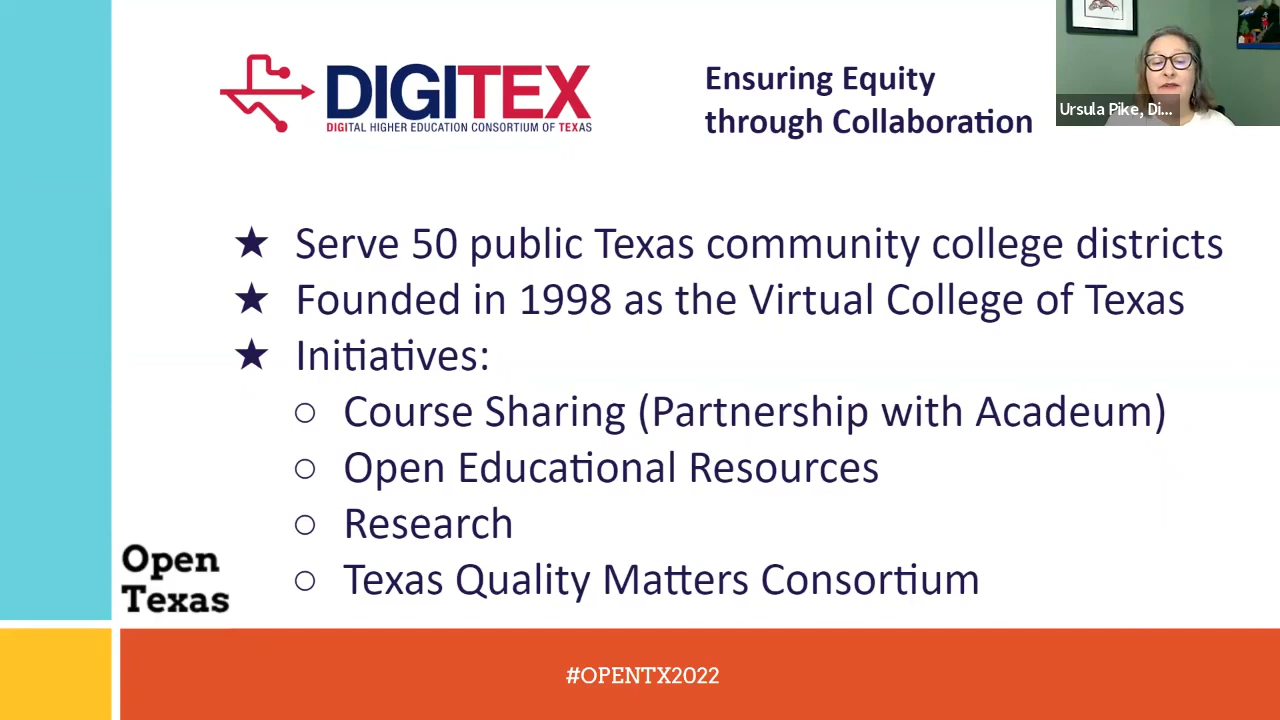 DIGITEX
DIGITAL HIGHER EDUCATION CONSORTIUM OF TEXAS
Ensuring Equity
through Collaboration
Ursula Pike, Di...
★ Serve 50 public Texas community college districts
★ Founded in 1998 as the Virtual College of Texas
★ Initiatives:
○ Course Sharing (Partnership with Acadeum)
○ Open Educational Resources
○ Research
○ Texas Quality Matters Consortium
Open
Texas
#OPENTX2022